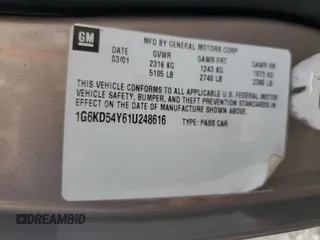 GM
MFD BY GENERAL MOTORS CORP
DATE GVWR GAWR FRT GAWR RR
03/01 2316 KG 1243 KG 1073 KG
5105 LB 2740 LB 2365 LB
THIS VEHICLE CONFORMS TO ALL APPLICABLE U.S. FEDERAL MOTOR
VEHICLE SAFETY, BUMPER, AND THEFT PREVENTION STANDARDS IN
EFFECT ON THE DATE OF MANUFACTURE SHOWN ABOVE.
1G6KD54Y61U248616 TYPE: PASS CAR
DREAMBID